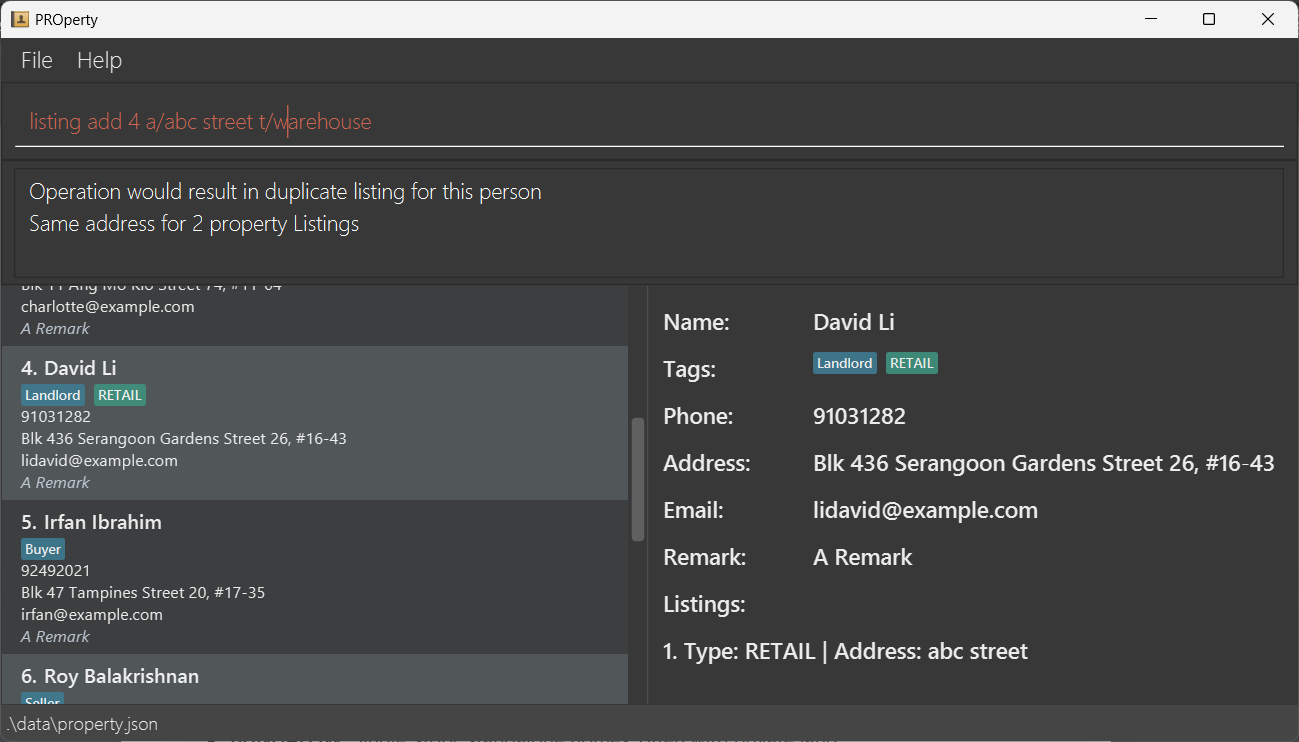 PROperty
File Help
listing add 4 a/abc street t/warehouse
Operation would result in duplicate listing for this person
Same address for 2 property Listings
charlotte@example.com
A Remark
4. David Li
Landlord RETAIL
91031282
Blk 436 Serangoon Gardens Street 26, #16-43
lidavid@example.com
A Remark
5. Irfan Ibrahim
Buyer
92492021
Blk 47 Tampines Street 20, #17-35
irfan@example.com
A Remark
6. Roy Balakrishnan
Seller
Name: David Li
Tags: Landlord RETAIL
Phone: 91031282
Address: Blk 436 Serangoon Gardens Street 26, #16-43
Email: lidavid@example.com
Remark: A Remark
Listings:
1. Type: RETAIL | Address: abc street
.\data\property.json